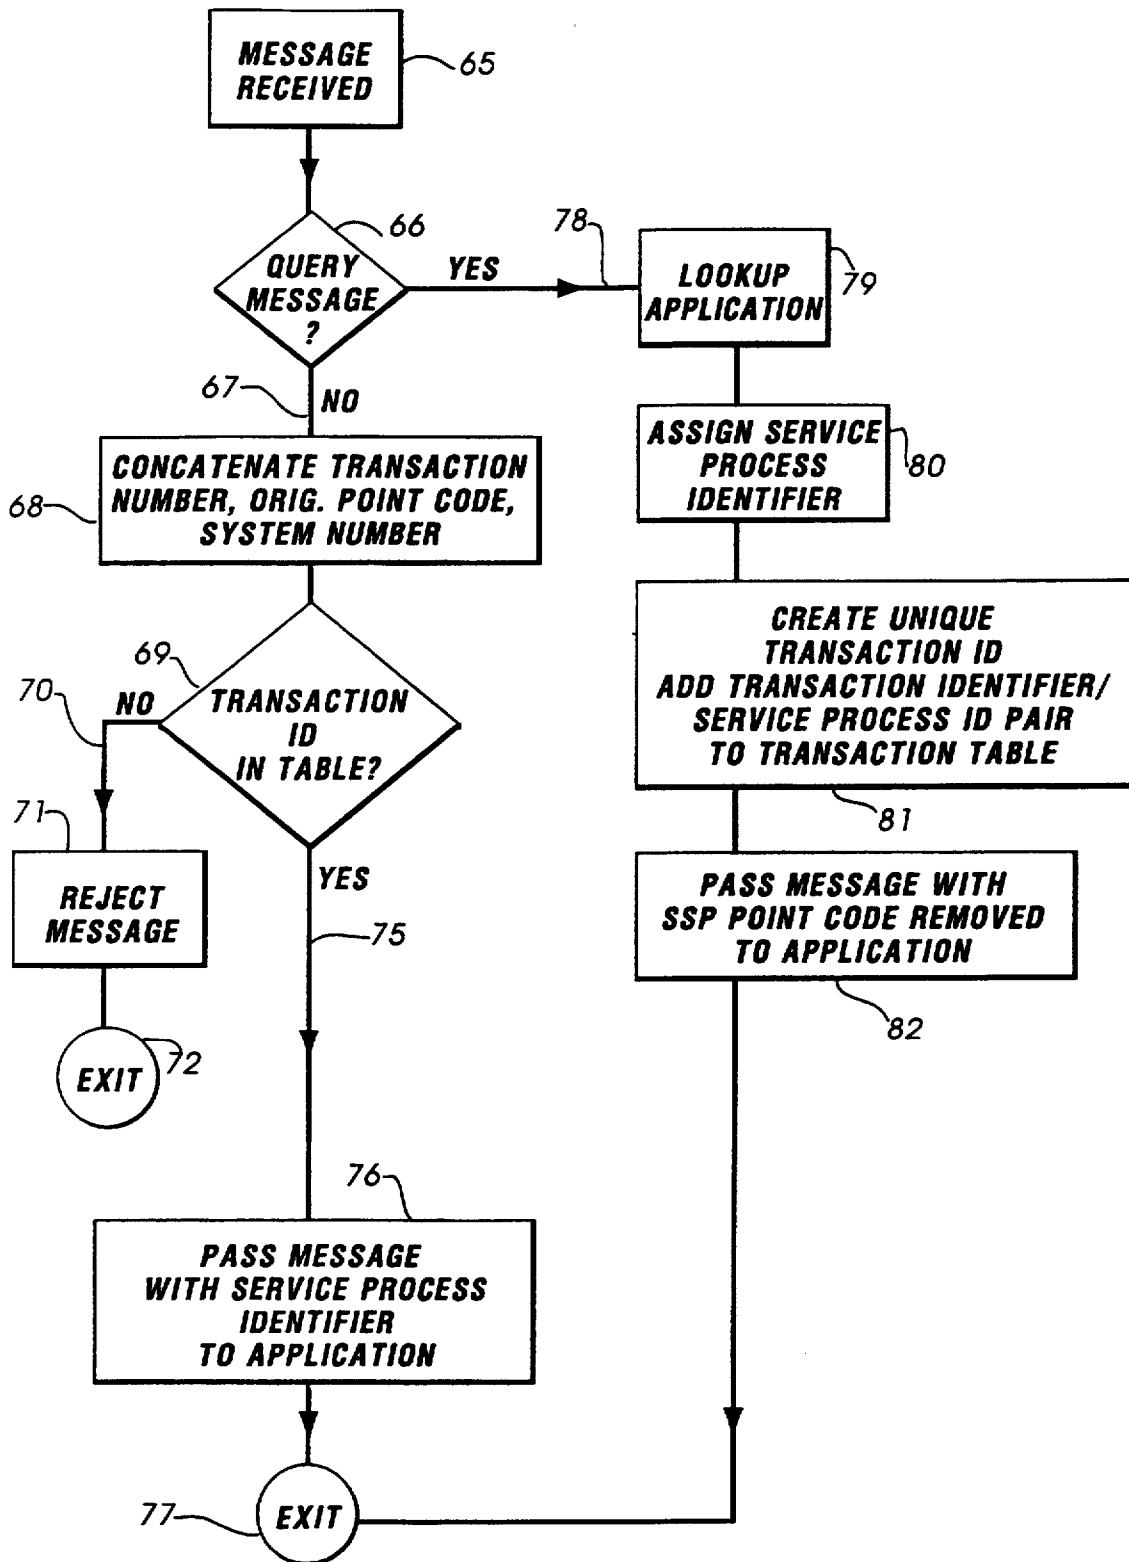 MESSAGE
RECEIVED
65
66
QUERY
MESSAGE
?
YES
78
LOOKUP
APPLICATION
79
67
NO
ASSIGN SERVICE
PROCESS
IDENTIFIER
80
CONCATENATE TRANSACTION
NUMBER, ORIG. POINT CODE,
SYSTEM NUMBER
68
CREATE UNIQUE
TRANSACTION ID
ADD TRANSACTION IDENTIFIER/
SERVICE PROCESS ID PAIR
TO TRANSACTION TABLE
81
69
TRANSACTION
ID
IN TABLE?
70
NO
71
REJECT
MESSAGE
YES
75
PASS MESSAGE WITH
SSP POINT CODE REMOVED
TO APPLICATION
82
EXIT
72
76
PASS MESSAGE
WITH SERVICE PROCESS
IDENTIFIER
TO APPLICATION
77
EXIT